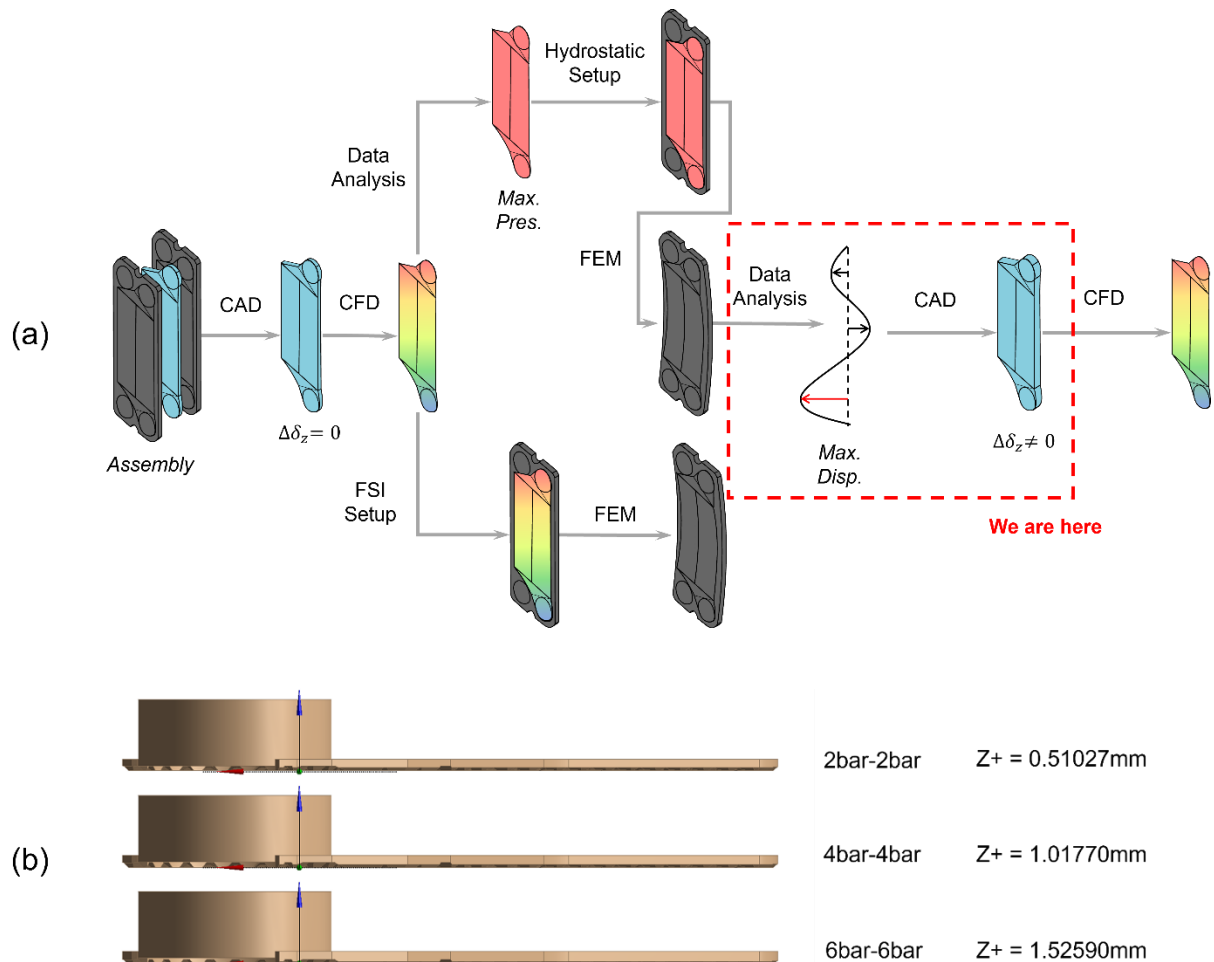 Hydrostatic
Setup
Data
Analysis
Max.
Pres.
FEM
Data
Analysis
CAD
CFD
CAD
CFD
(a)
Δδz = 0
Assembly
Δδz ≠ 0
Max.
Disp.
FSI
Setup
FEM
We are here
2bar-2bar Z+ = 0.51027mm
(b)
4bar-4bar Z+ = 1.01770mm
6bar-6bar Z+ = 1.52590mm